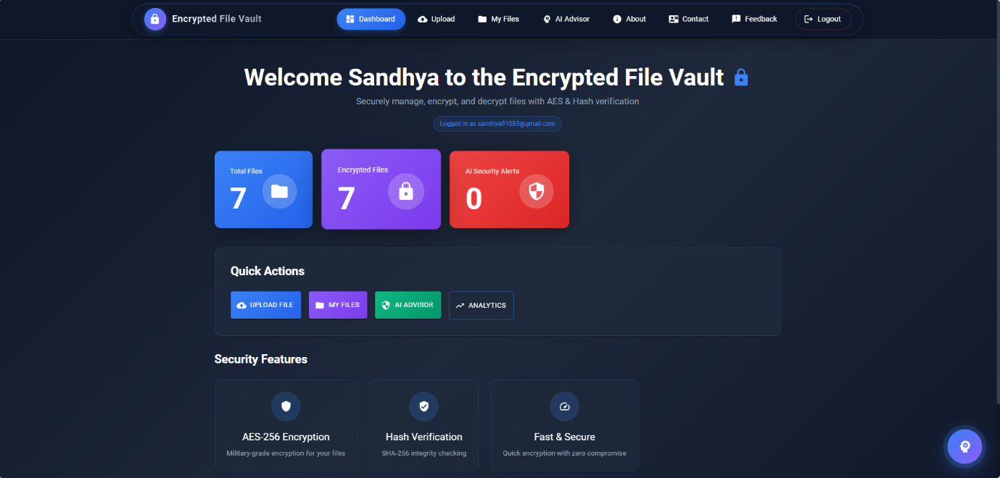 Encrypted File Vault
Dashboard
Upload
My Files
AI Advisor
About
Contact
Feedback
Logout
Welcome Sandhya to the Encrypted File Vault
Securely manage, encrypt, and decrypt files with AES & Hash verification
Logged in as sandhya91083@gmail.com
Total Files
7
Encrypted Files
7
AI Security Alerts
0
Quick Actions
UPLOAD FILE
MY FILES
AI ADVISOR
ANALYTICS
Security Features
AES-256 Encryption
Military-grade encryption for your files
Hash Verification
SHA-256 integrity checking
Fast & Secure
Quick encryption with zero compromise